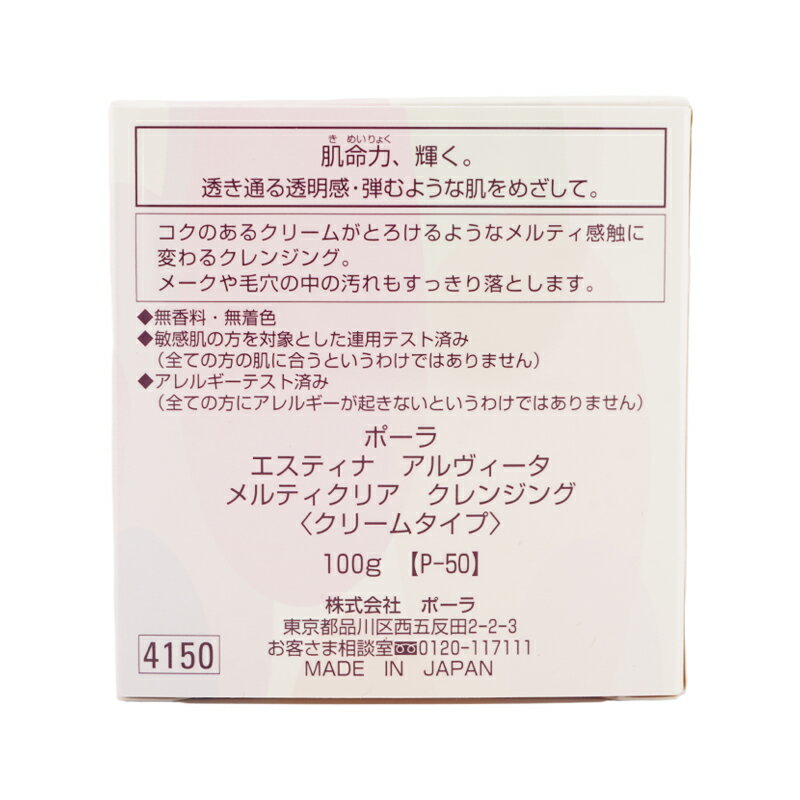 き めいりょく
肌命力、輝く。
透き通る透明感・弾むような肌をめざして。
コクのあるクリームがとろけるようなメルティ感触に
変わるクレンジング。
メークや毛穴の中の汚れもすっきり落とします。
◆無香料・無着色
◆敏感肌の方を対象とした連用テスト済み
(全ての方の肌に合うというわけではありません)
◆アレルギーテスト済み
(全ての方にアレルギーが起きないというわけではありません)
ポーラ
エスティナ アルヴィータ
メルティクリア クレンジング
〈クリームタイプ〉
100g 【P-50】
株式会社 ポーラ
東京都品川区西五反田2-2-3
お客さま相談室 0120-117111
MADE IN JAPAN
4150